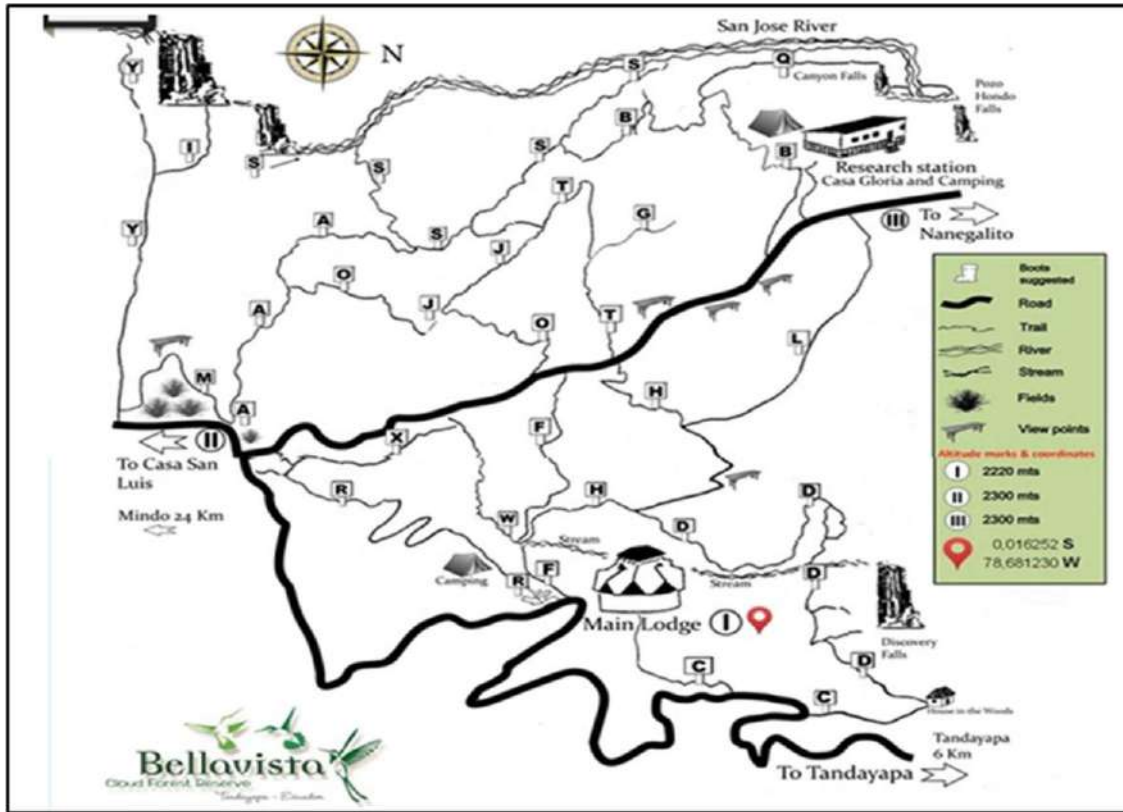 San Jose River
N
Y
S
Q
Canyon Falls
Pozo
Hondo
Falls
B
I
S
S
S
B
Research station
Casa Gloria and Camping
T
G
III
To
Nanegalito
Y
A
S
J
O
J
A
O
T
L
M
A
H
X
F
II
To Casa San
Luis
Mindo 24 Km
R
H
D
W
D
Stream
Camping
R
F
Stream
D
Main Lodge
I
Discovery
Falls
D
C
C
House in the Woods
Tandayapa
6 Km
To Tandayapa
Boots
suggested
Road
Trail
River
Stream
Fields
View points
Altitude marks & coordinates
I 2220 mts
II 2300 mts
III 2300 mts
0,016252 S
78,681230 W
Bellavista
Cloud Forest Reserve
Tandayapa - Ecuador